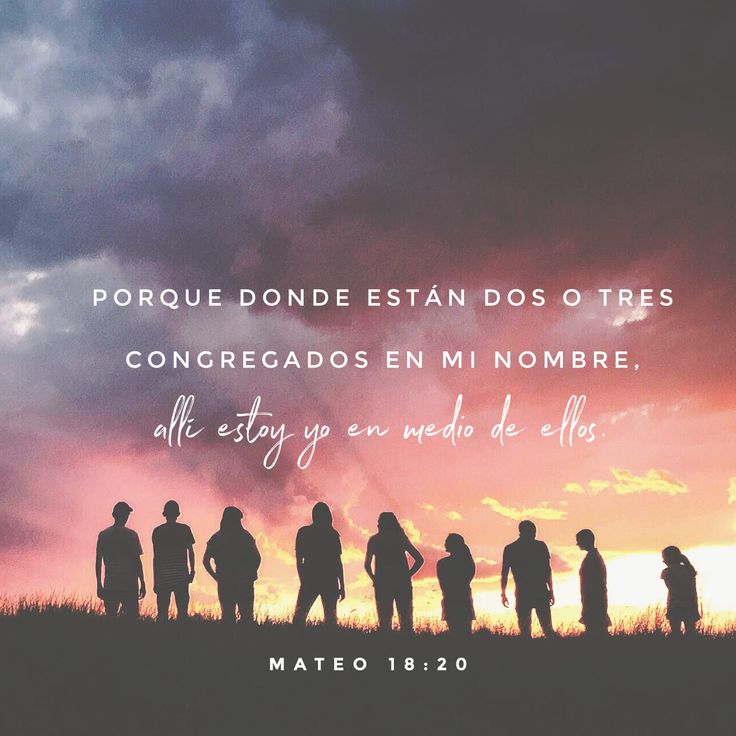 PORQUE DONDE ESTÁN DOS O TRES
CONGREGADOS EN MI NOMBRE,
allí estoy yo en medio de ellos.
MATEO 18:20